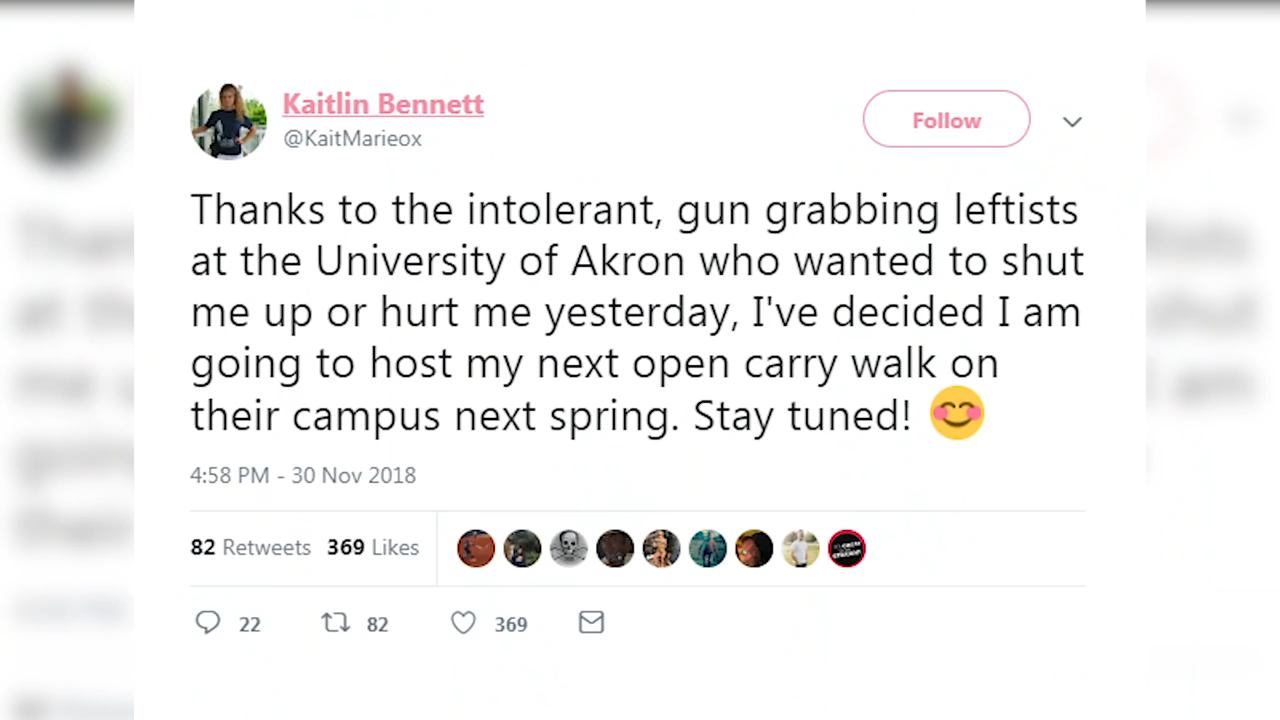 Kaitlin Bennett
@KaitMarieox
Follow
Thanks to the intolerant, gun grabbing leftists
at the University of Akron who wanted to shut
me up or hurt me yesterday, I've decided I am
going to host my next open carry walk on
their campus next spring. Stay tuned! 😊
4:58 PM - 30 Nov 2018
82 Retweets 369 Likes
22 82 369